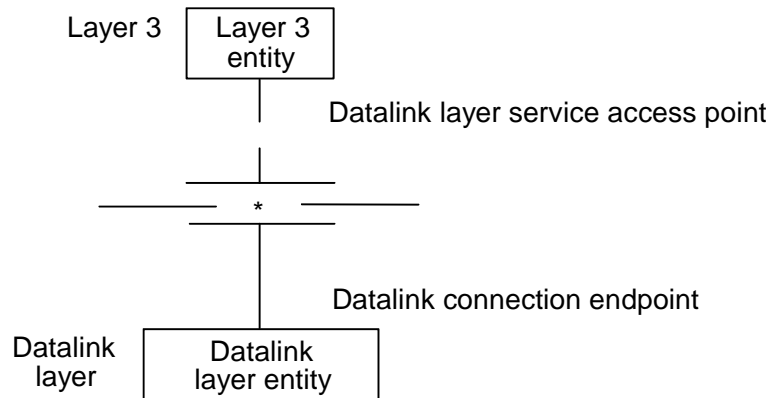 Layer 3
Layer 3
entity
Datalink layer service access point
*
Datalink connection endpoint
Datalink
layer
Datalink
layer entity